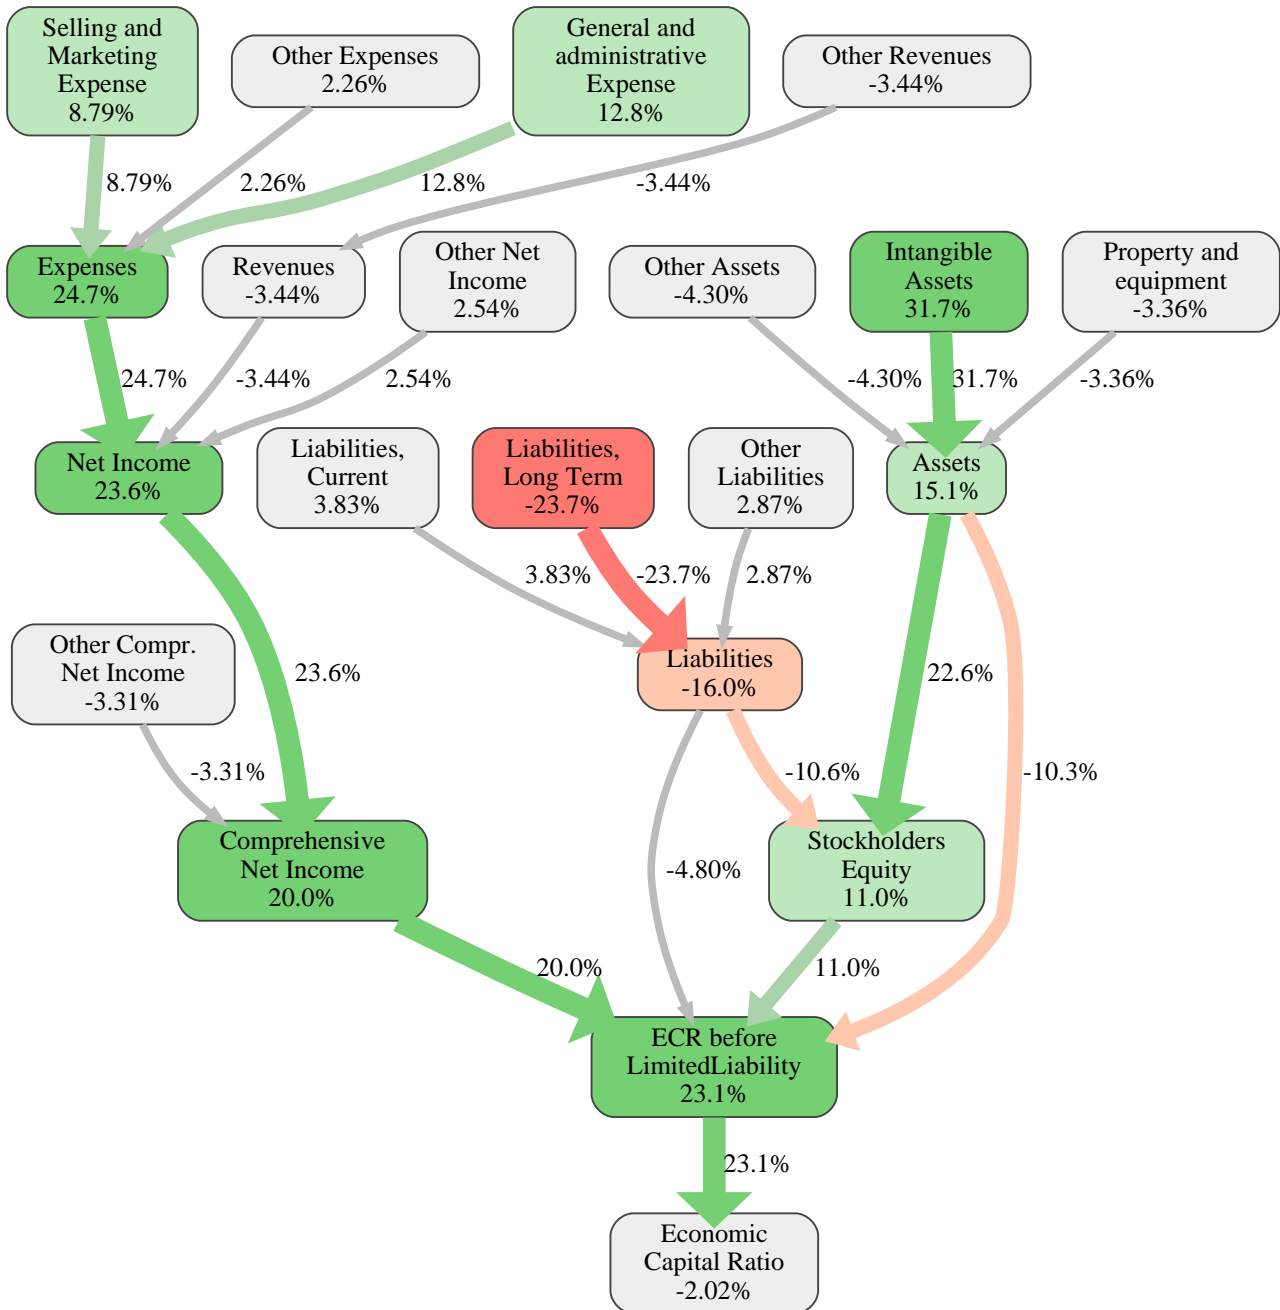 Selling and
Marketing
Expense
8.79%
Other Expenses
2.26%
General and
administrative
Expense
12.8%
Other Revenues
-3.44%
8.79%
2.26%
12.8%
-3.44%
Expenses
24.7%
Revenues
-3.44%
Other Net
Income
2.54%
Other Assets
-4.30%
Intangible
Assets
31.7%
Property and
equipment
-3.36%
24.7%
-3.44%
2.54%
-4.30%
31.7%
-3.36%
Net Income
23.6%
Liabilities,
Current
3.83%
Liabilities,
Long Term
-23.7%
Other
Liabilities
2.87%
Assets
15.1%
3.83%
-23.7%
2.87%
Other Compr.
Net Income
-3.31%
23.6%
Liabilities
-16.0%
22.6%
-3.31%
-10.6%
-10.3%
Comprehensive
Net Income
20.0%
-4.80%
Stockholders
Equity
11.0%
20.0%
11.0%
ECR before
LimitedLiability
23.1%
23.1%
Economic
Capital Ratio
-2.02%